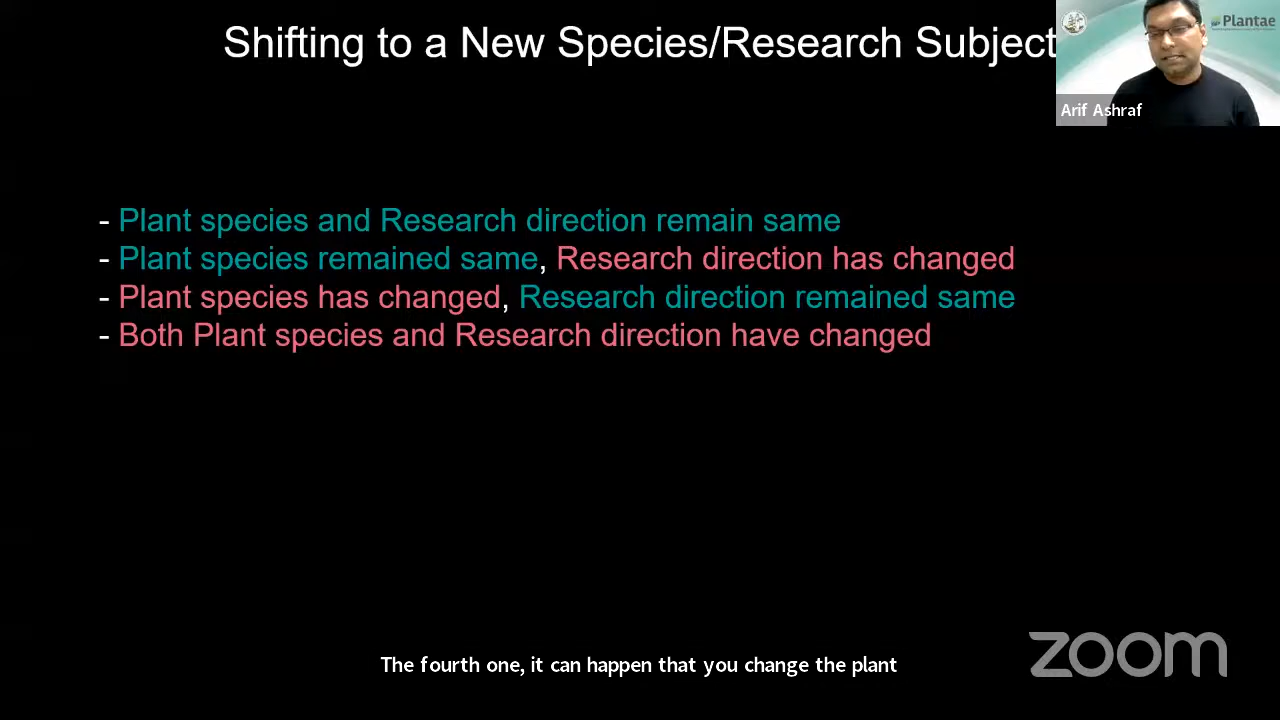 Shifting to a New Species/Research Subject
Plantae
Arif Ashraf
- Plant species and Research direction remain same
- Plant species remained same, Research direction has changed
- Plant species has changed, Research direction remained same
- Both Plant species and Research direction have changed
The fourth one, it can happen that you change the plant
zoom